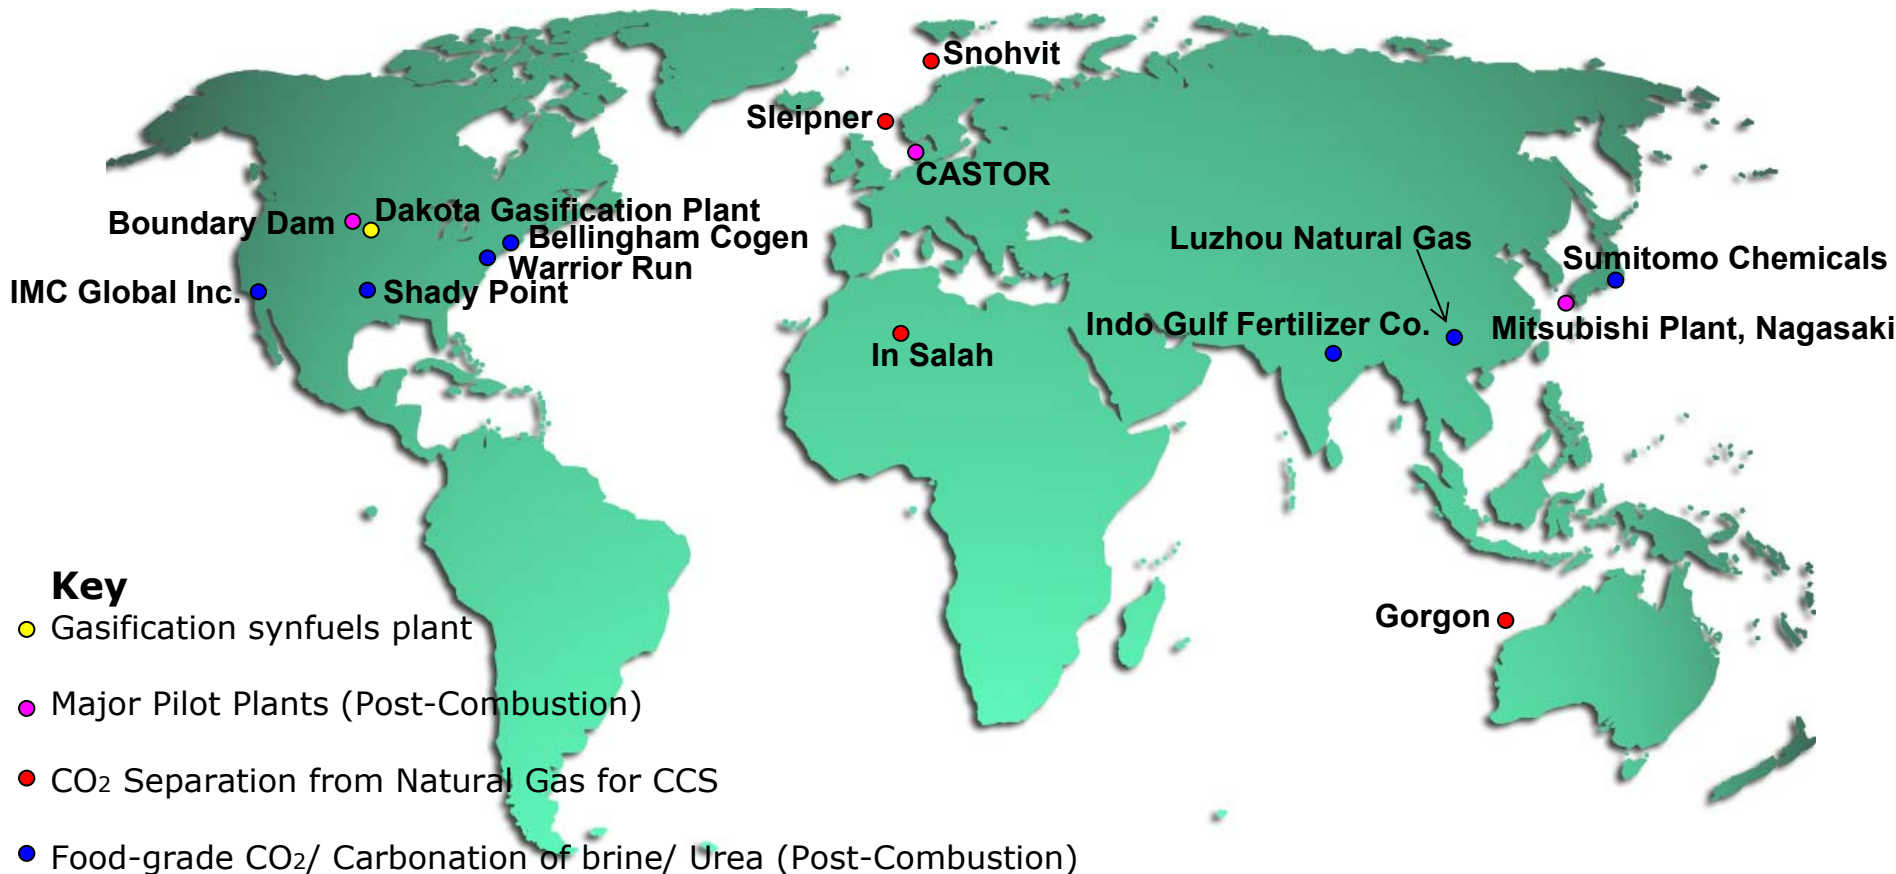 Snohvit
Sleipner
CASTOR
Boundary Dam
Dakota Gasification Plant
Bellingham Cogen
Warrior Run
Luzhou Natural Gas
Sumitomo Chemicals
IMC Global Inc.
Shady Point
Indo Gulf Fertilizer Co.
Mitsubishi Plant, Nagasaki
In Salah
Gorgon
Key
Gasification synfuels plant
Major Pilot Plants (Post-Combustion)
CO2 Separation from Natural Gas for CCS
Food-grade CO2/ Carbonation of brine/ Urea (Post-Combustion)